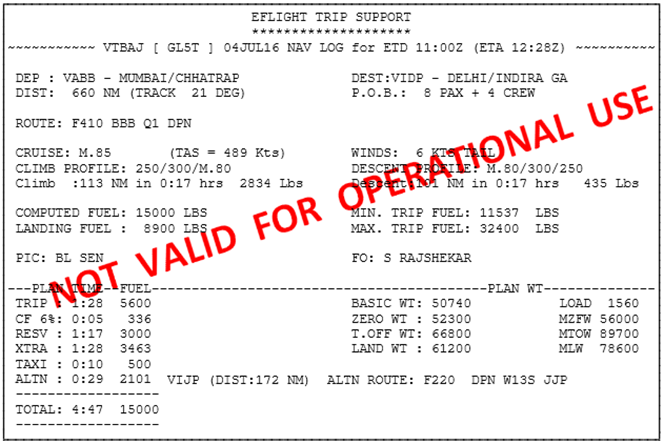 EFLIGHT TRIP SUPPORT
********************
~~~~~~~~~~~ VTBAJ [ GL5T ] 04JUL16 NAV LOG for ETD 11:00Z (ETA 12:28Z) ~~~~~~~~~~
DEP : VABB - MUMBAI/CHHATRAP DEST:VIDP - DELHI/INDIRA GA
DIST: 660 NM (TRACK 21 DEG) P.O.B.: 8 PAX + 4 CREW
ROUTE: F410 BBB Q1 DPN
CRUISE: M.85 (TAS = 489 Kts) WINDS: 6 KTS TAIL
CLIMB PROFILE: 250/300/M.80 DESCENT PROFILE: M.80/300/250
Climb :113 NM in 0:17 hrs 2834 Lbs Descent:101 NM in 0:17 hrs 435 Lbs
COMPUTED FUEL: 15000 LBS MIN. TRIP FUEL: 11537 LBS
LANDING FUEL : 8900 LBS MAX. TRIP FUEL: 32400 LBS
PIC: BL SEN FO: S RAJSHEKAR
---PLAN TIME--FUEL------------------------------------------PLAN WT--------------
TRIP : 1:28 5600 BASIC WT: 50740 LOAD 1560
CF 6%: 0:05 336 ZERO WT : 52300 MZFW 56000
RESV : 1:17 3000 T.OFF WT: 66800 MTOW 89700
XTRA : 1:28 3463 LAND WT : 61200 MLW 78600
TAXI : 0:10 500
ALTN : 0:29 2101 VIJP (DIST:172 NM) ALTN ROUTE: F220 DPN W13S JJP
------------------
TOTAL: 4:47 15000
------------------
NOT VALID FOR OPERATIONAL USE